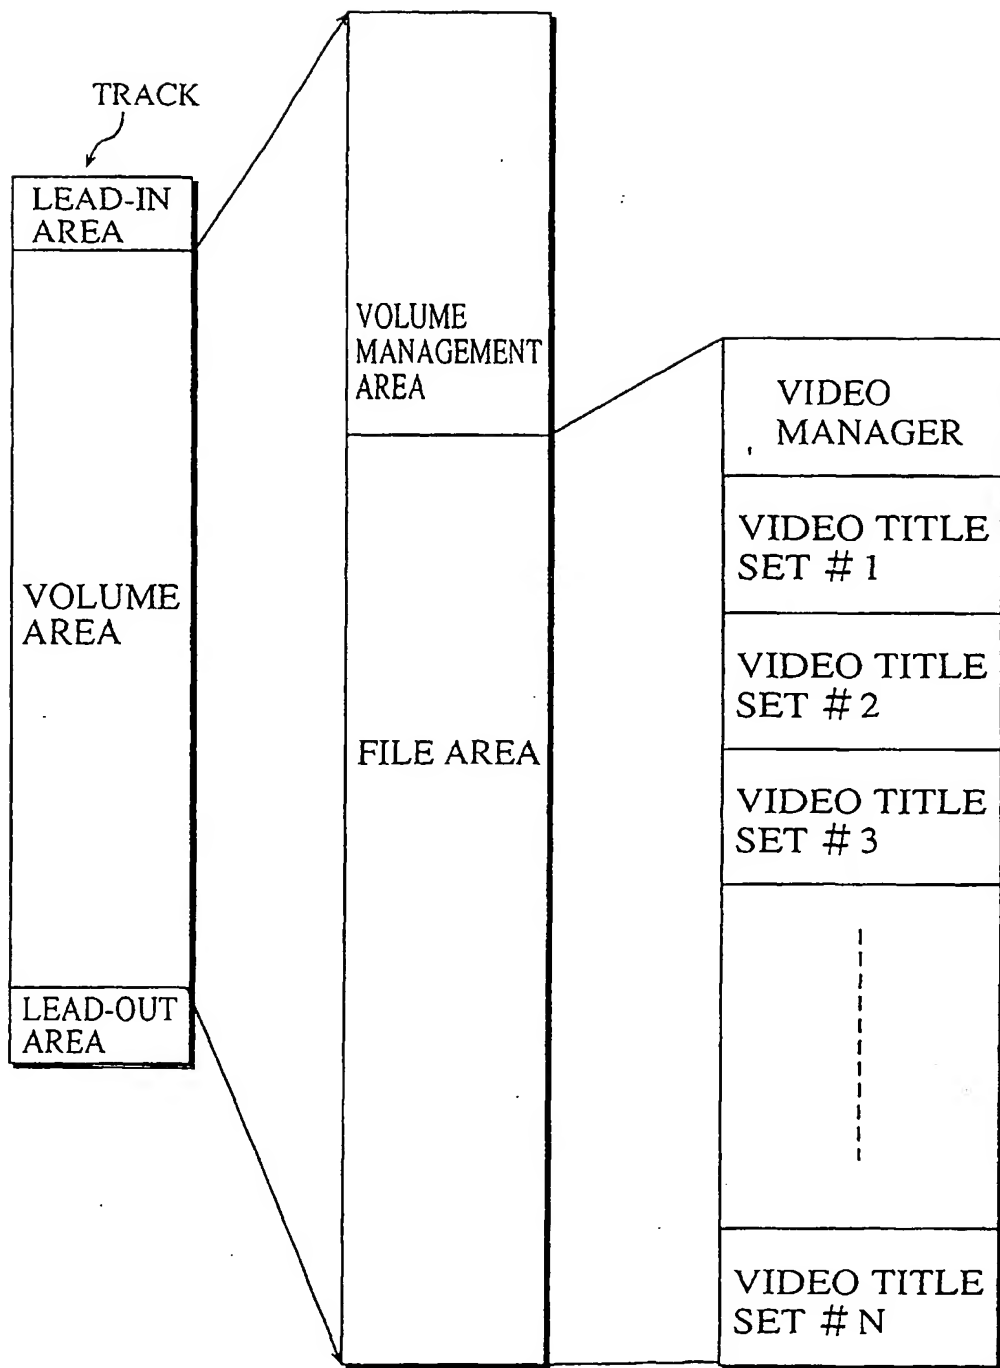 TRACK
LEAD-IN
AREA
VOLUME
AREA
LEAD-OUT
AREA
VOLUME
MANAGEMENT
AREA
FILE AREA
VIDEO
MANAGER
VIDEO TITLE
SET #1
VIDEO TITLE
SET #2
VIDEO TITLE
SET #3
VIDEO TITLE
SET #N